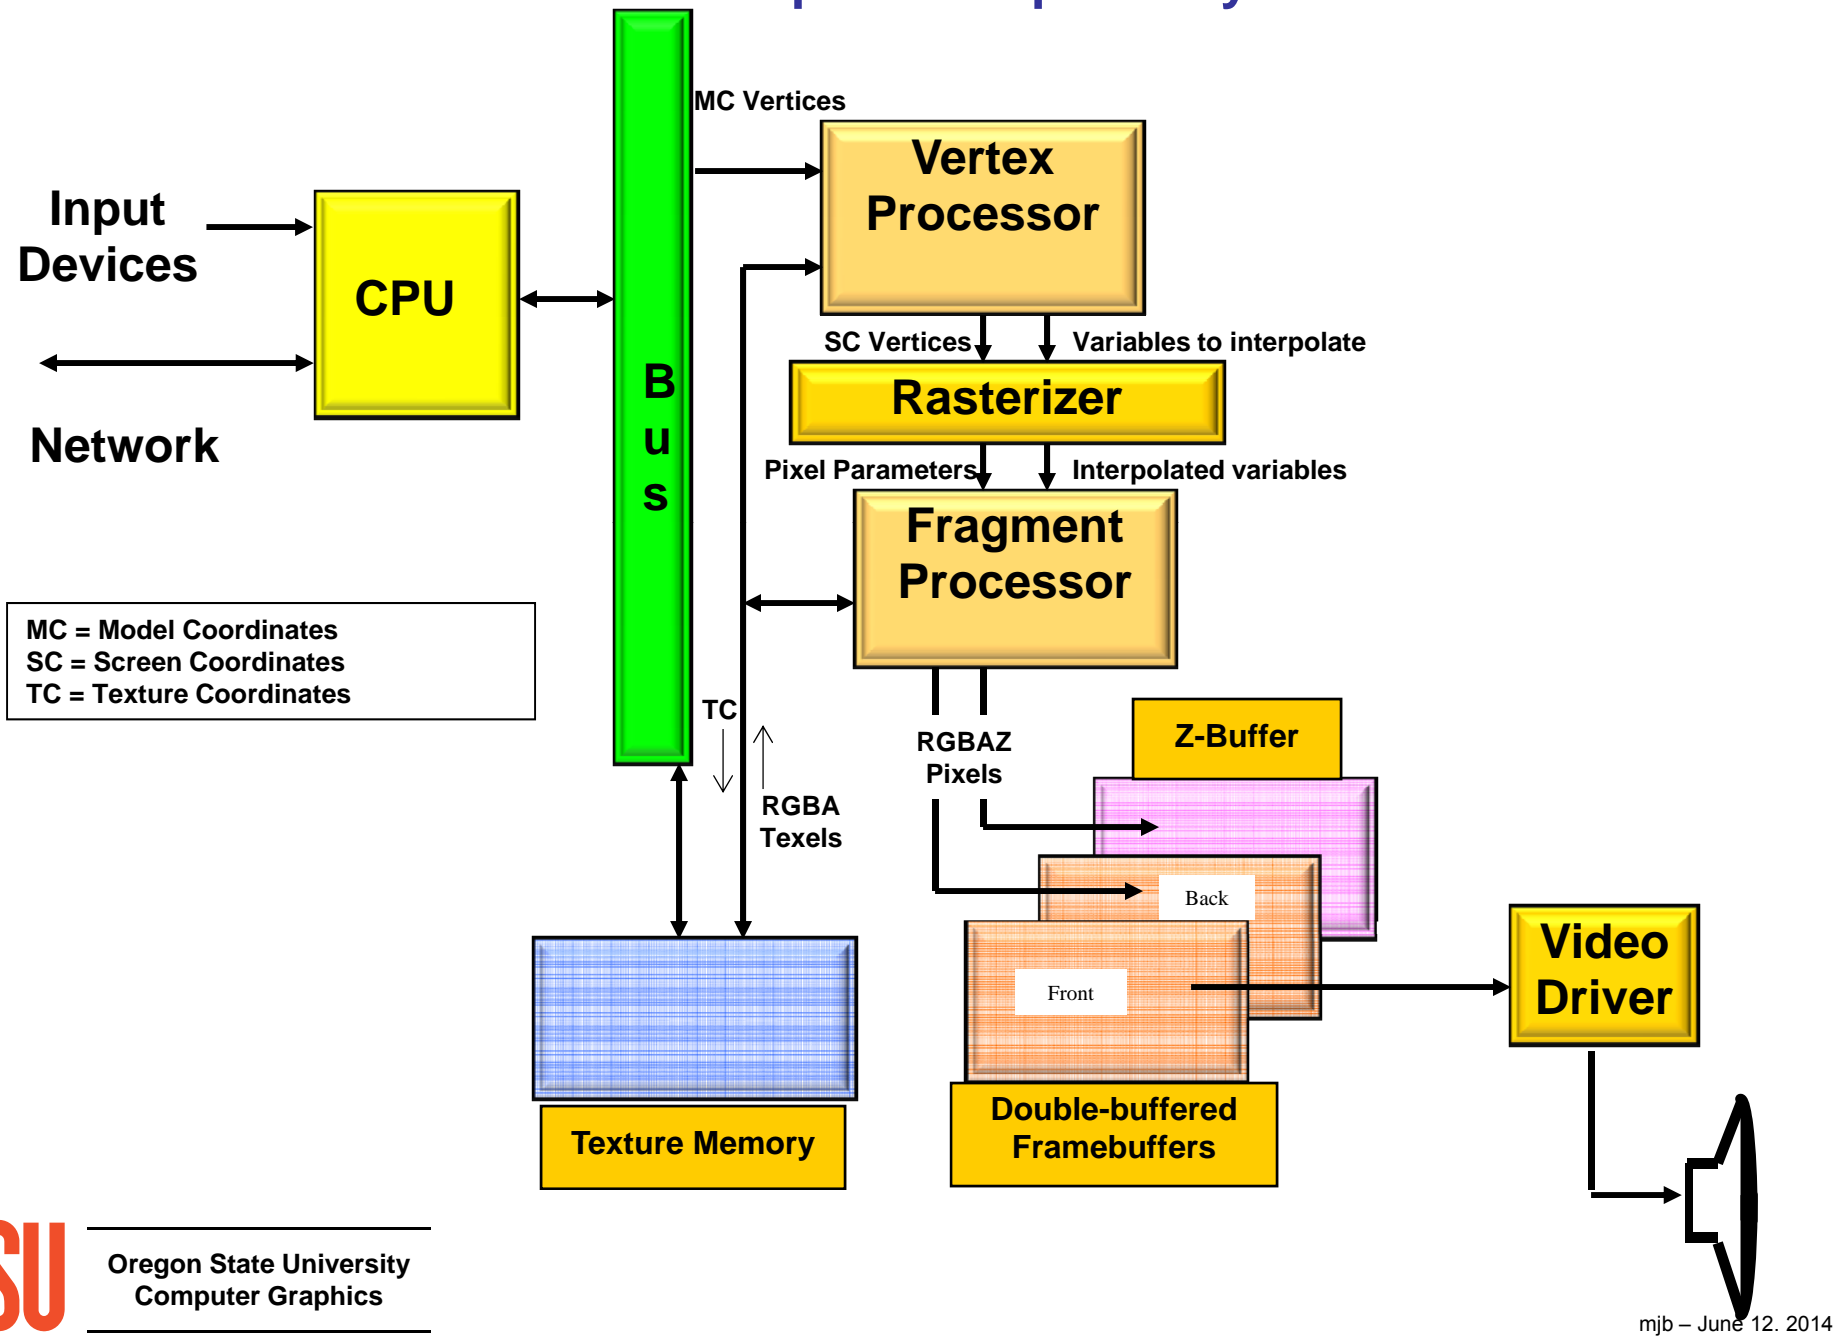 MC Vertices
Vertex
Processor
Input
Devices
CPU
SC Vertices
Variables to interpolate
B
u
s
Rasterizer
Network
Pixel Parameters
Interpolated variables
Fragment
Processor
MC = Model Coordinates
SC = Screen Coordinates
TC = Texture Coordinates
TC
RGBAZ
Pixels
Z-Buffer
RGBA
Texels
Back
Front
Video
Driver
Double-buffered
Framebuffers
Texture Memory
SU
Oregon State University
Computer Graphics
mjb – June 12. 2014